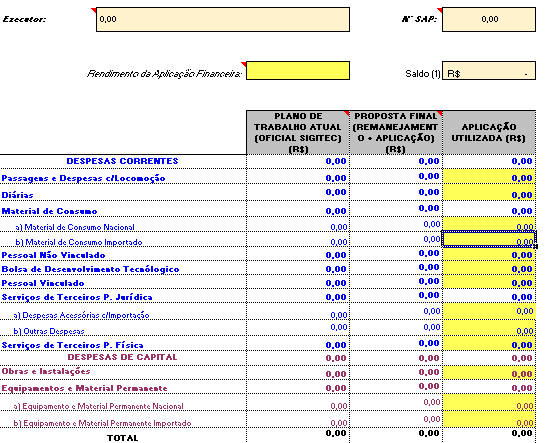 Executor: 0,00 N° SAP: 0,00
Rendimento da Aplicação Financeira: Saldo (1) R$ -
PLANO DE TRABALHO ATUAL (OFICIAL SIGITEC) (R$) PROPOSTA FINAL (REMANEJAMENTO + APLICAÇÃO) (R$) APLICAÇÃO UTILIZADA (R$)
DESPESAS CORRENTES 0,00 0,00 0,00
Passagens e Despesas c/Locomoção 0,00 0,00 0,00
Diárias 0,00 0,00 0,00
Material de Consumo 0,00 0,00 0,00
a) Material de Consumo Nacional 0,00 0,00 0,00
b) Material de Consumo Importado 0,00 0,00 0,00
Pessoal Não Vinculado 0,00 0,00 0,00
Bolsa de Desenvolvimento Tecnólogico 0,00 0,00 0,00
Pessoal Vinculado 0,00 0,00 0,00
Serviços de Terceiros P. Jurídica 0,00 0,00 0,00
a) Despesas Acessórias c/Importação 0,00 0,00 0,00
b) Outras Despesas 0,00 0,00 0,00
Serviços de Terceiros P. Física 0,00 0,00 0,00
DESPESAS DE CAPITAL 0,00 0,00 0,00
Obras e Instalações 0,00 0,00 0,00
Equipamentos e Material Permanente 0,00 0,00 0,00
a) Equipamento e Material Permanente Nacional 0,00 0,00 0,00
b) Equipamento e Material Permanente Importado 0,00 0,00 0,00
TOTAL 0,00 0,00 0,00